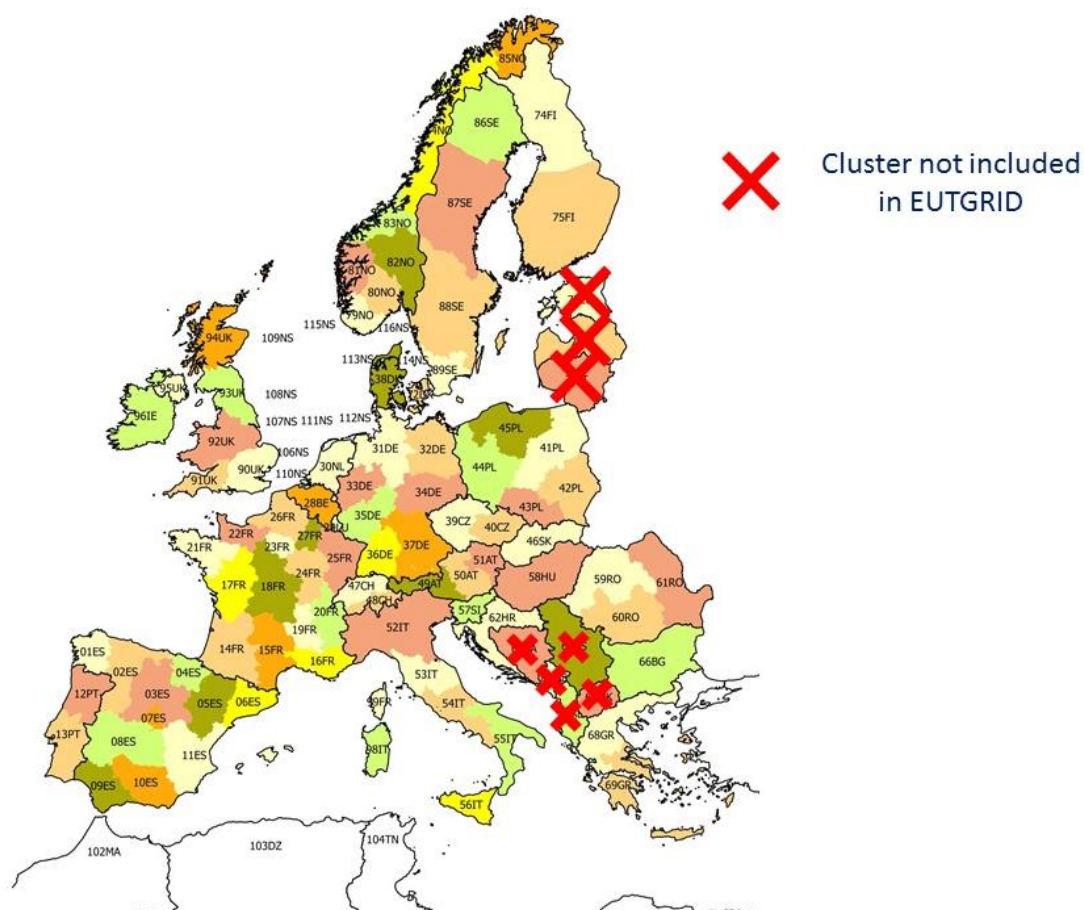 85NO
74FI
86SE
Cluster not included
in EUTGRID
87SE
75FI
83NO
82NO
81NO
80NO
88SE
79NO
115NS
116NS
94UK
109NS
113NS
14NS
89SE
38DK
95UK
93UK
108NS
96IE
107NS
111NS
112NS
45PL
92UK
31DE
32DE
41PL
106NS
30NL
44PL
90UK
110NS
91UK
33DE
34DE
42PL
28BE
43PL
26FR
35DE
39CZ
40CZ
22FR
27FR
46SK
21FR
23FR
36DE
37DE
25FR
51AT
24FR
50AT
58HU
59RO
61RO
17FR
18FR
47CH
49AT
48CH
20FR
57SI
62HR
60RO
19FR
52IT
01ES
14FR
15FR
16FR
66BG
02ES
04ES
53IT
12PT
03ES
05ES
06ES
54IT
07ES
13PT
08ES
11ES
98IT
55IT
68GR
09ES
10ES
69GR
56IT
102MA
103DZ
104TN